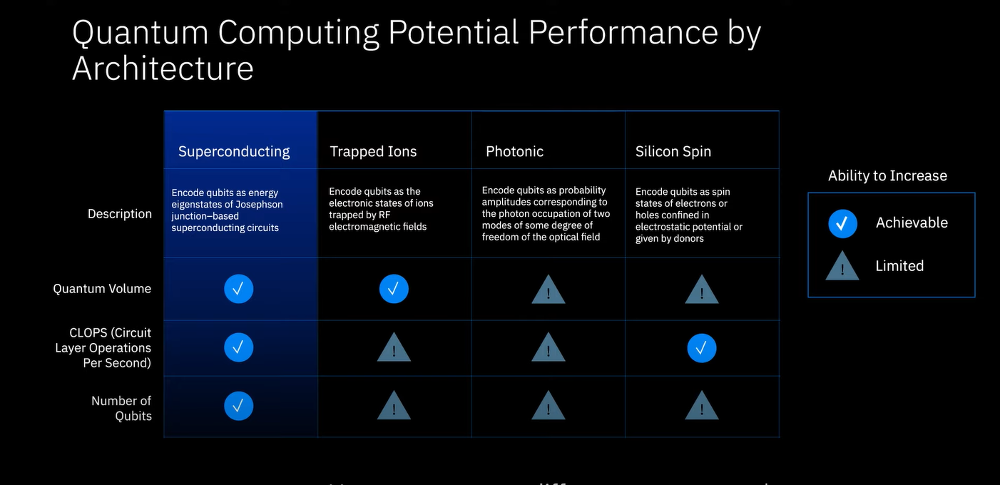 Quantum Computing Potential Performance by
Architecture
Superconducting
Trapped Ions
Photonic
Silicon Spin
Description
Encode qubits as energy
eigenstates of Josephson
junction–based
superconducting circuits
Encode qubits as the
electronic states of ions
trapped by RF
electromagnetic fields
Encode qubits as probability
amplitudes corresponding to
the photon occupation of two
modes of some degree of
freedom of the optical field
Encode qubits as spin
states of electrons or
holes confined in
electrostatic potential or
given by donors
Quantum Volume
CLOPS (Circuit
Layer Operations
Per Second)
Number of
Qubits
Ability to Increase
Achievable
Limited